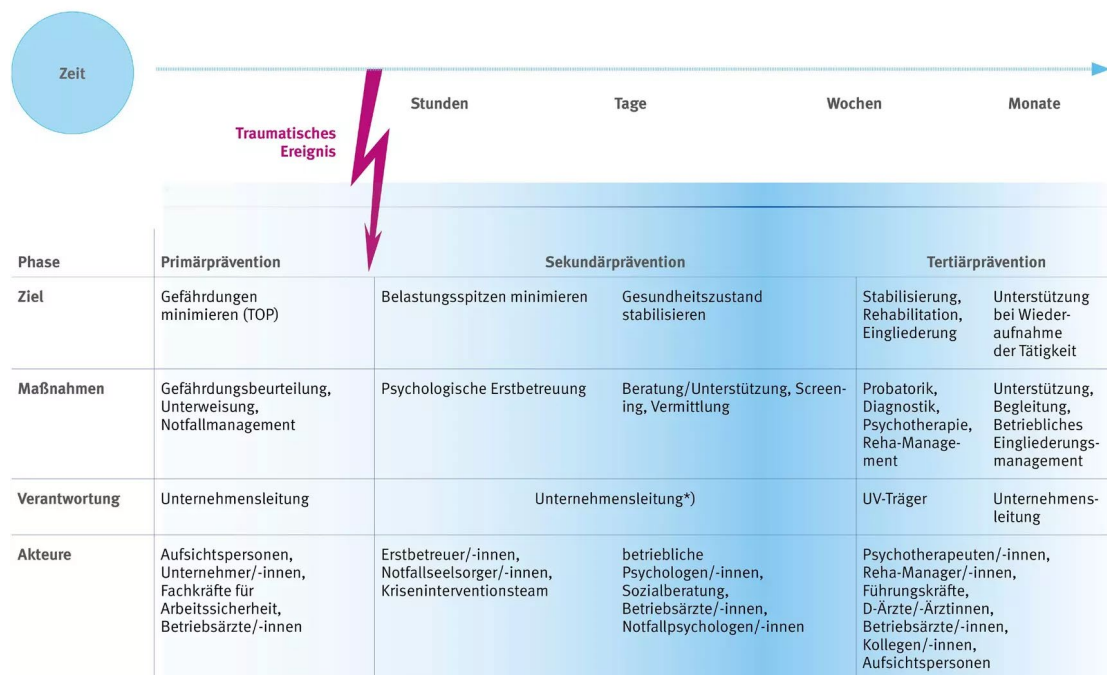 Zeit
Stunden
Tage
Wochen
Monate
Traumatisches
Ereignis
Phase
Primärprävention
Sekundärprävention
Tertiärprävention
Ziel
Gefährdungen
minimieren (TOP)
Belastungsspitzen minimieren
Gesundheitszustand
stabilisieren
Stabilisierung,
Rehabilitation,
Eingliederung
Unterstützung
bei Wieder-
aufnahme
der Tätigkeit
Maßnahmen
Gefährdungsbeurteilung,
Unterweisung,
Notfallmanagement
Psychologische Erstbetreuung
Beratung/Unterstützung, Screen-
ing, Vermittlung
Probatorik,
Diagnostik,
Psychotherapie,
Reha-Manage-
ment
Unterstützung,
Begleitung,
Betriebliches
Eingliederungs-
management
Verantwortung
Unternehmensleitung
Unternehmensleitung*)
UV-Träger
Unternehmens-
leitung
Akteure
Aufsichtspersonen,
Unternehmer/-innen,
Fachkräfte für
Arbeitssicherheit,
Betriebsärzte/-innen
Erstbetreuer/-innen,
Notfallseelsorger/-innen,
Kriseninterventionsteam
betriebliche
Psychologen/-innen,
Sozialberatung,
Betriebsärzte/-innen,
Notfallpsychologen/-innen
Psychotherapeuten/-innen,
Reha-Manager/-innen,
Führungskräfte,
D-Ärzte/-Ärztinnen,
Betriebsärzte/-innen,
Kollegen/-innen,
Aufsichtspersonen